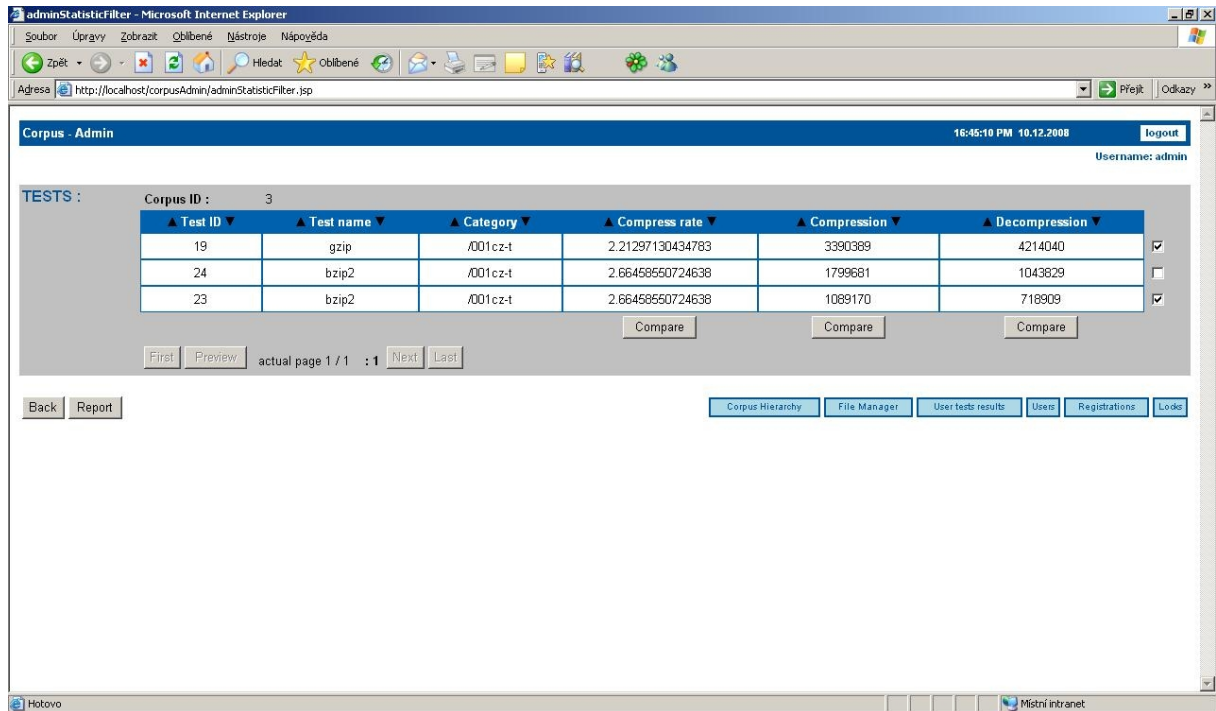 adminStatisticFilter - Microsoft Internet Explorer
Soubor Úpravy Zobrazit Oblíbené Nástroje Nápověda
Zpět Hledat Oblíbené
Adresa http://localhost/corpusAdmin/adminStatisticFilter.jsp Přejít Odkazy »
Corpus - Admin 16:45:10 PM 10.12.2008 logout
Username: admin
TESTS : Corpus ID : 3
▲ Test ID ▼ ▲ Test name ▼ ▲ Category ▼ ▲ Compress rate ▼ ▲ Compression ▼ ▲ Decompression ▼
19 gzip /001cz-t 2.21297130434783 3390389 4214040
24 bzip2 /001cz-t 2.66458550724638 1799681 1043829
23 bzip2 /001cz-t 2.66458550724638 1089170 718909
Compare Compare Compare
First Preview actual page 1 / 1 : 1 Next Last
Back Report Corpus Hierarchy File Manager User tests results Users Registrations Locks
Hotovo Místní intranet